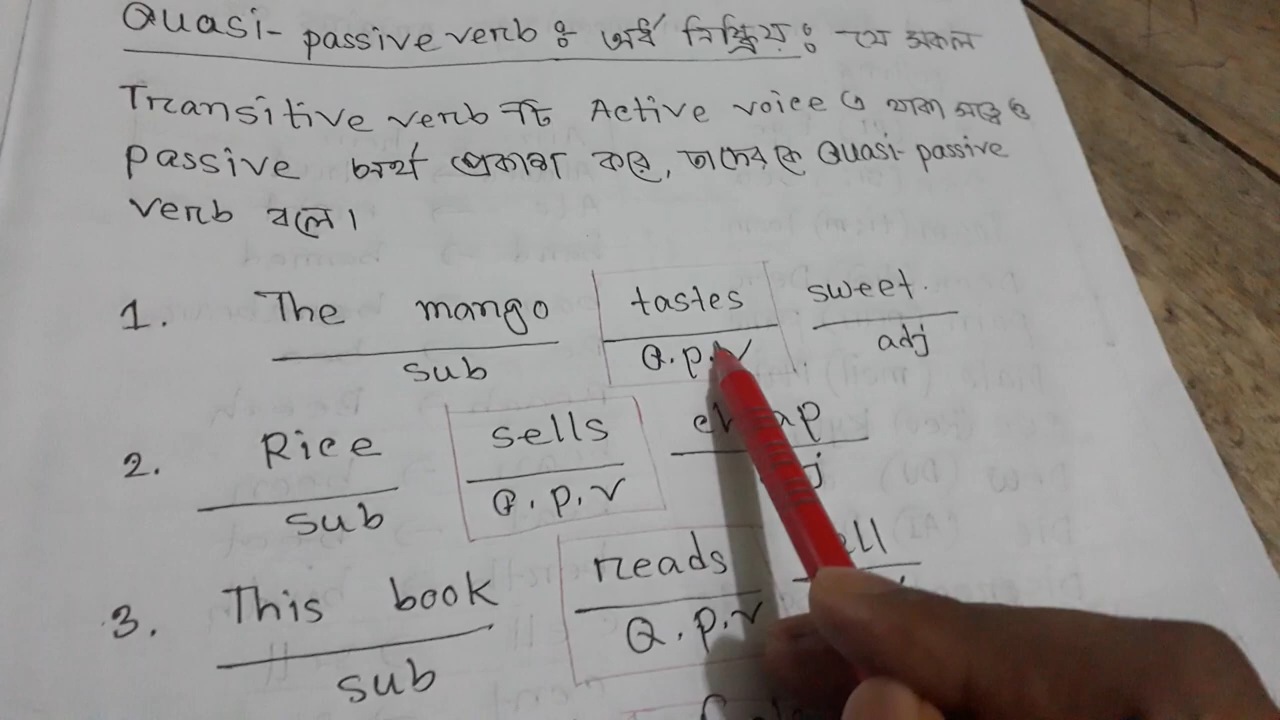 Quasi- passive verb ঃ অর্ধ নিষ্ক্রিয় ঃ যে সকল
Transitive verb টি Active voice এ থাকা সত্ত্বেও
passive অর্থ প্রকাশ করে, তাদের কে Quasi- passive
verb বলে।
1. The mango tastes sweet.
sub Q.p.v adj
2. Rice sells
sub Q.p.v
3. This book reads
sub Q.p.v